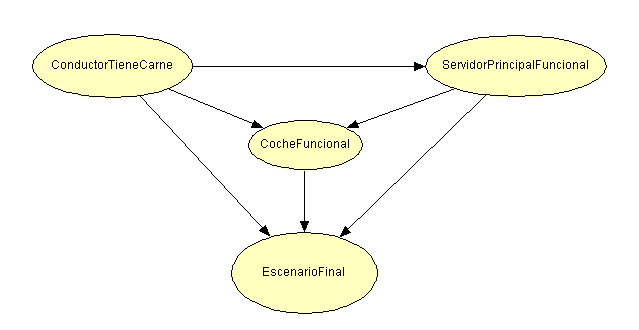 ConductorTieneCarne
ServidorPrincipalFuncional
CocheFuncional
EscenarioFinal